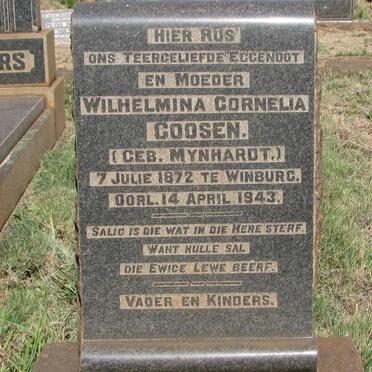 HIER RUS
ONS TEERGELIEFDE EGGENOOT
EN MOEDER
WILHELMINA CORNELIA
GOOSEN.
(GEB. MYNHARDT.)
7 JULIE 1872 TE WINBURG.
OORL. 14 APRIL 1943.
SALIG IS DIE WAT IN DIE HERE STERF.
WANT HULLE SAL
DIE EWIGE LEWE BEËRF.
VADER EN KINDERS.
ERS